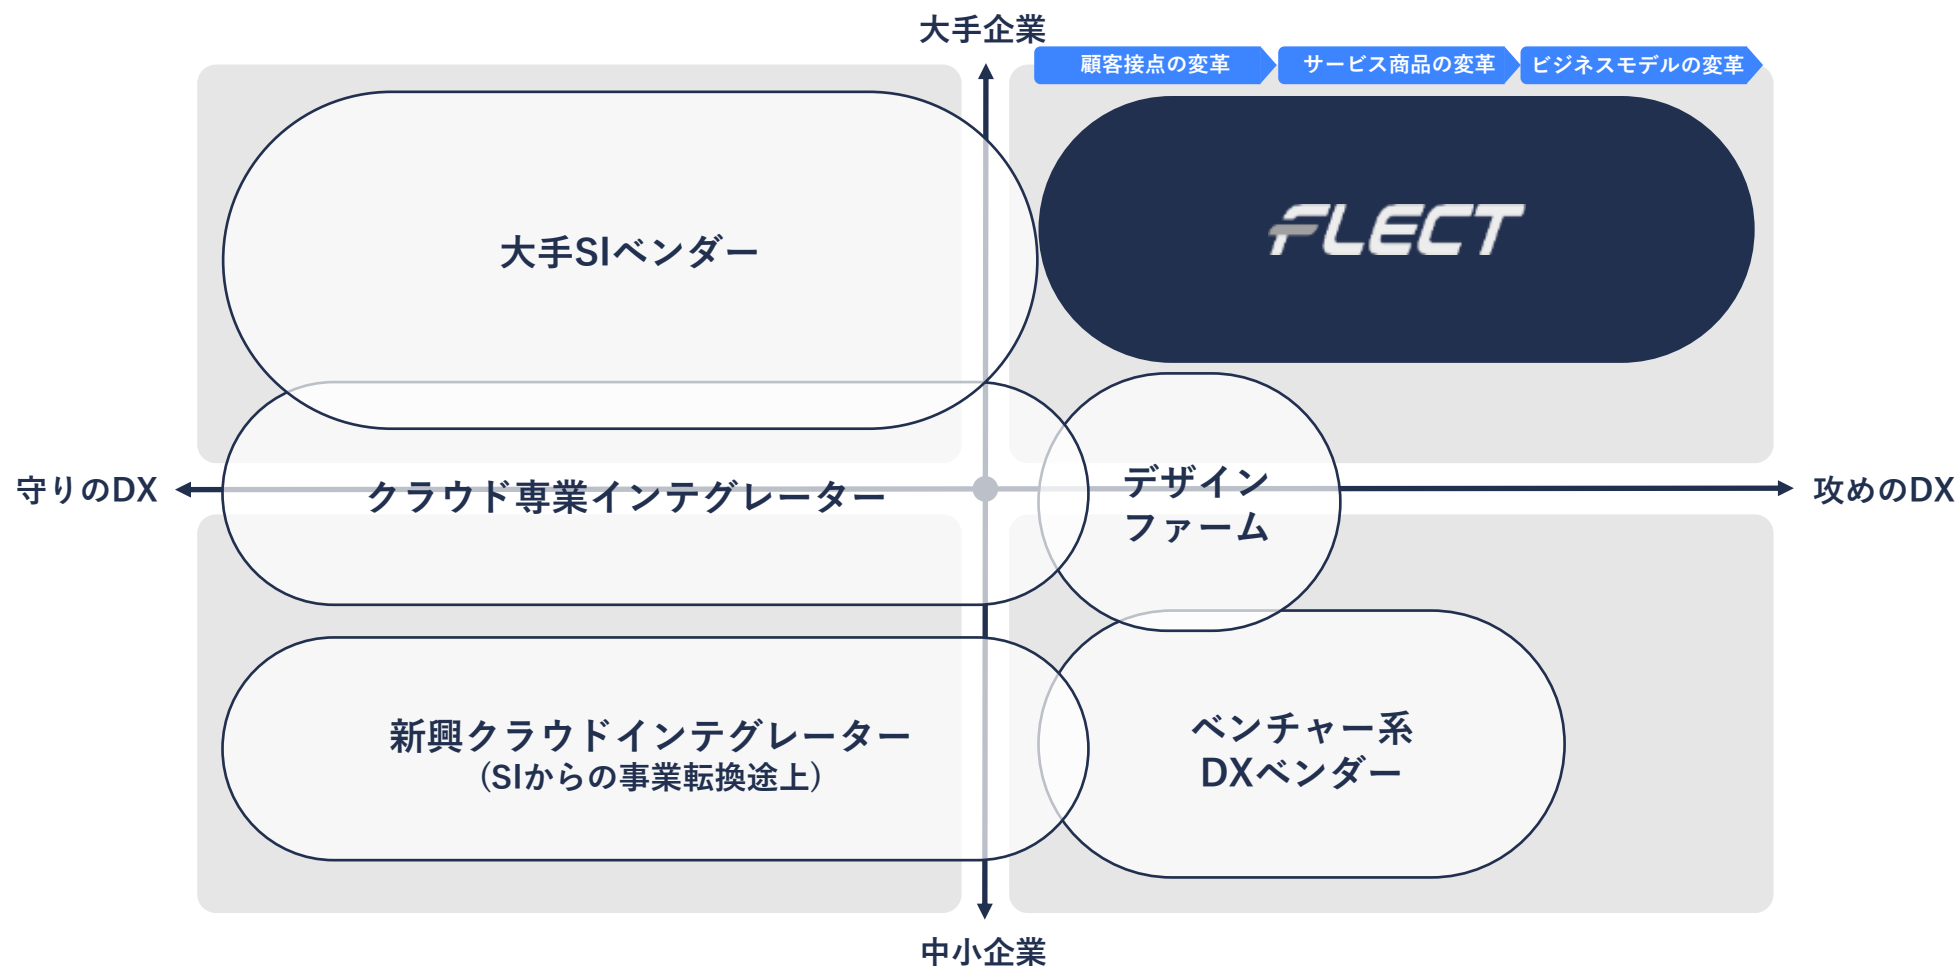 大手企業
顧客接点の変革
サービス商品の変革
ビジネスモデルの変革
大手SIベンダー
FLECT
守りのDX
クラウド専業インテグレーター
デザイン
ファーム
攻めのDX
新興クラウドインテグレーター
（SIからの事業転換途上）
ベンチャー系
DXベンダー
中小企業